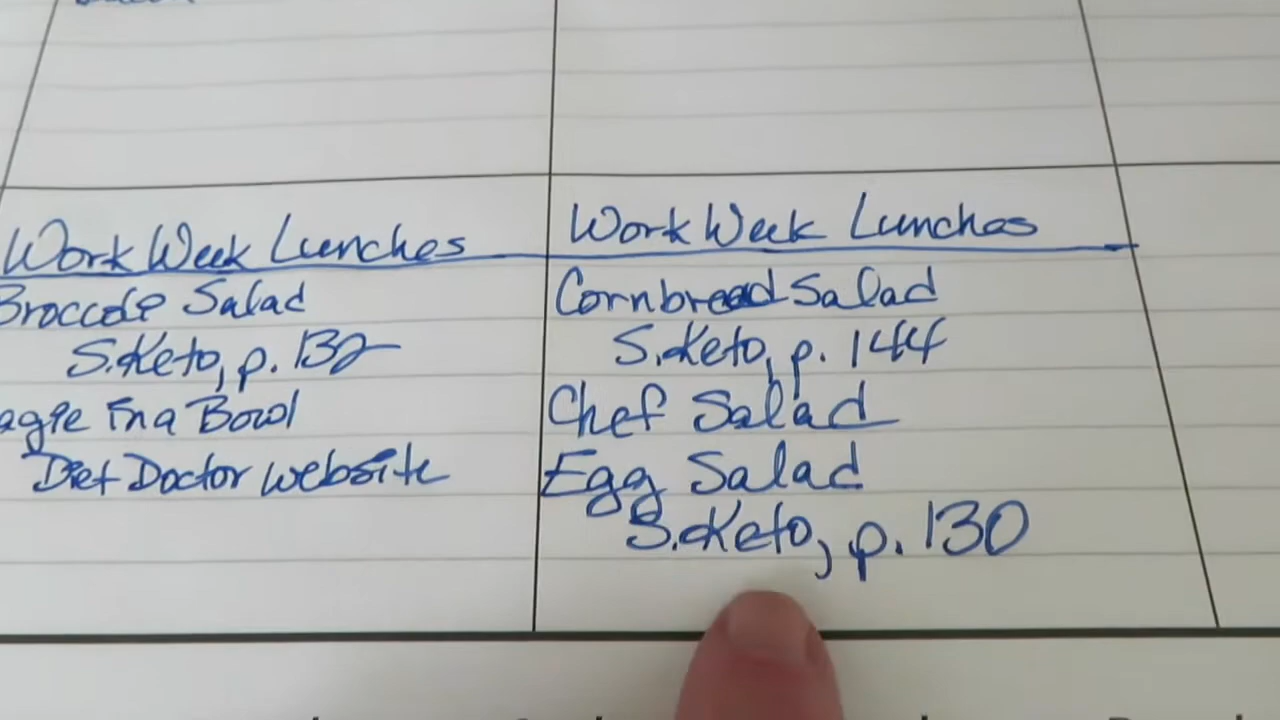 Work Week Lunches
Broccoli Salad
S. Keto, p. 132
in a Bowl
Diet Doctor website
Work Week Lunches
Cornbread Salad
S. Keto, p. 144
Chef Salad
Egg Salad
S. Keto, p. 130